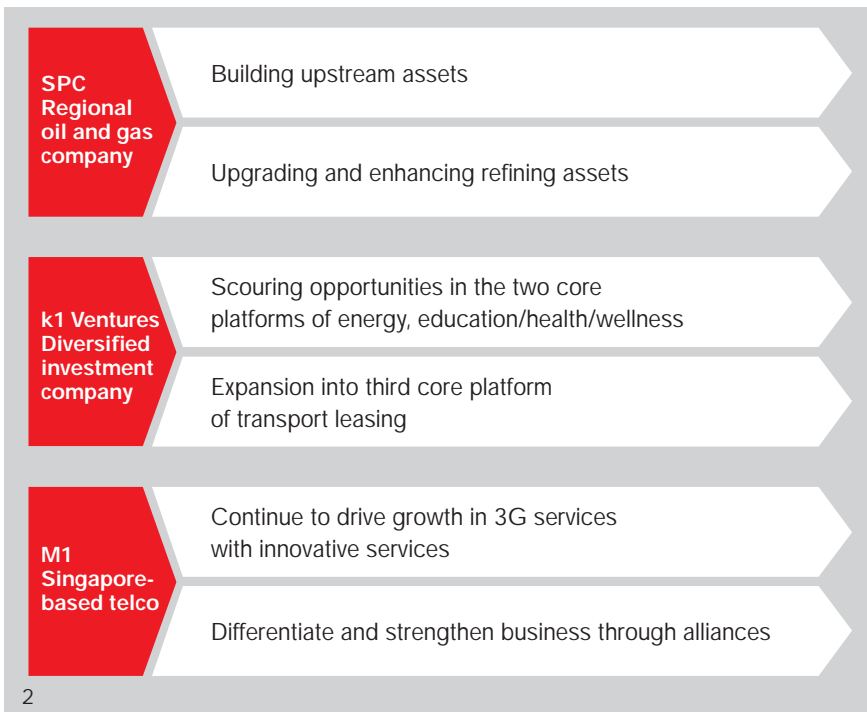 SPC
Regional
oil and gas
company
Building upstream assets
Upgrading and enhancing refining assets
k1 Ventures
Diversified
investment
company
Scouring opportunities in the two core
platforms of energy, education/health/wellness
Expansion into third core platform
of transport leasing
M1
Singapore-
based telco
Continue to drive growth in 3G services
with innovative services
Differentiate and strengthen business through alliances
2